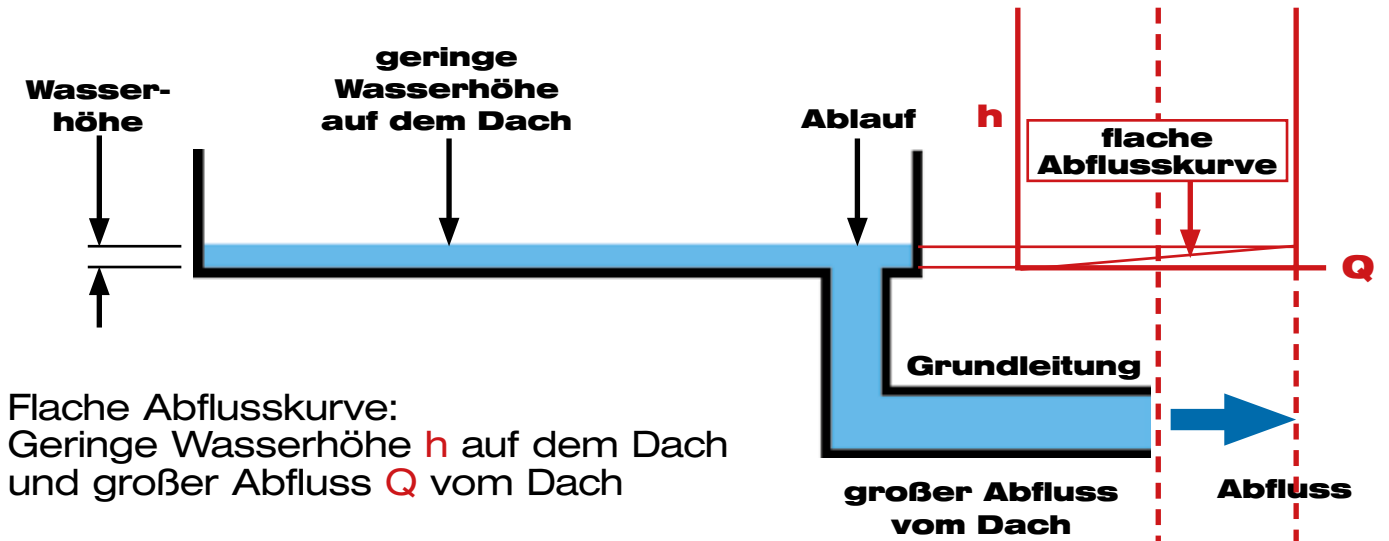 Wasser-
höhe
geringe
Wasserhöhe
auf dem Dach
Ablauf
h
flache
Abflusskurve
Q
Grundleitung
Flache Abflusskurve:
Geringe Wasserhöhe h auf dem Dach
und großer Abfluss Q vom Dach
großer Abfluss
vom Dach
Abfluss